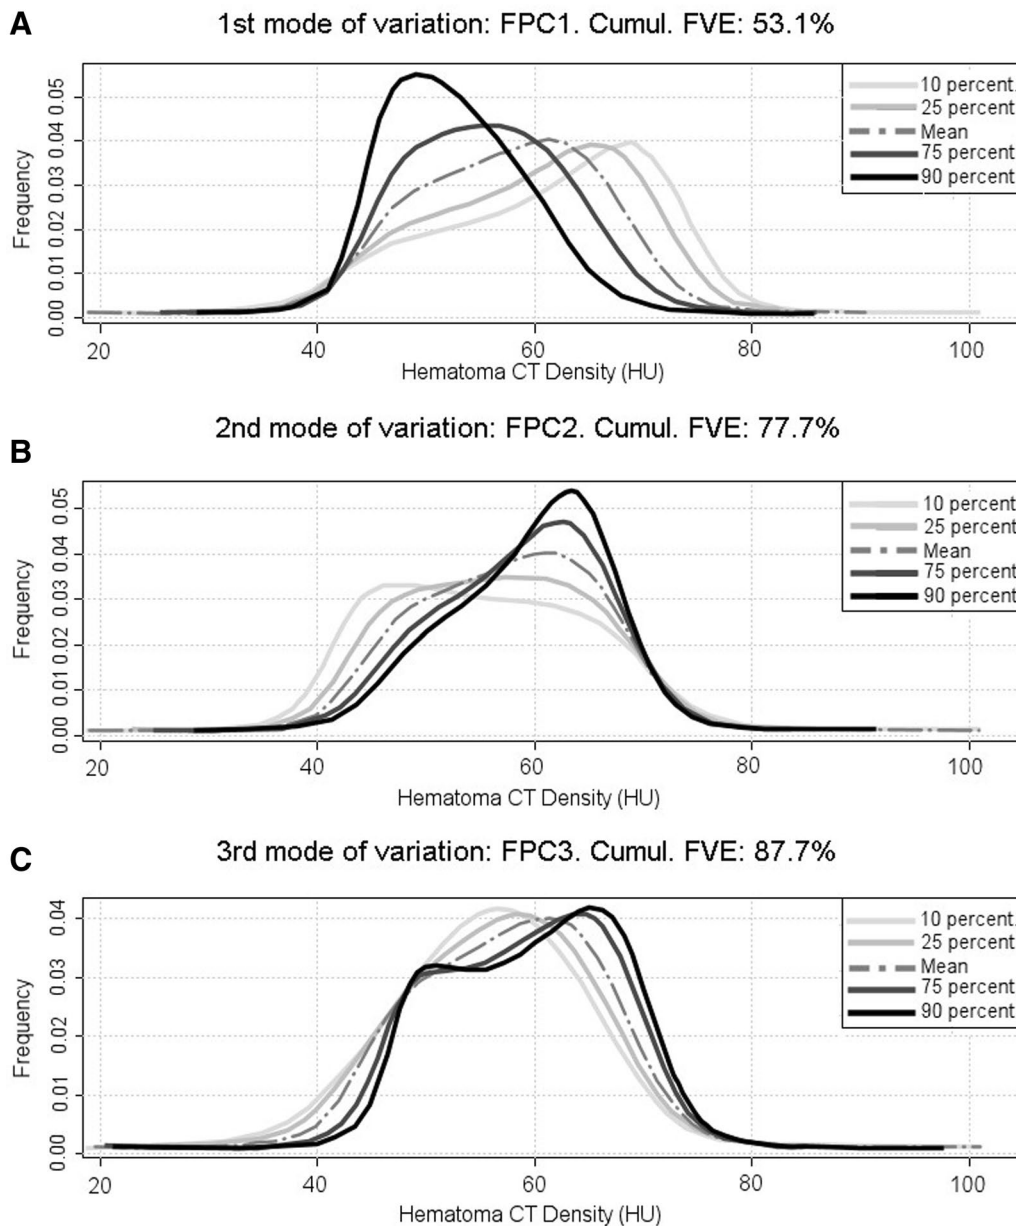 A
1st mode of variation: FPC1. Cumul. FVE: 53.1%
Frequency
0.00 0.01 0.02 0.03 0.04 0.05
10 percent.
25 percent
Mean
75 percent
90 percent
20 40 60 80 100
Hematoma CT Density (HU)
B
2nd mode of variation: FPC2. Cumul. FVE: 77.7%
Frequency
0.00 0.01 0.02 0.03 0.04 0.05
10 percent
25 percent
Mean
75 percent
90 percent
20 40 60 80 100
Hematoma CT Density (HU)
C
3rd mode of variation: FPC3. Cumul. FVE: 87.7%
Frequency
0.00 0.01 0.02 0.03 0.04
10 percent.
25 percent
Mean
75 percent
90 percent
20 40 60 80 100
Hematoma CT Density (HU)